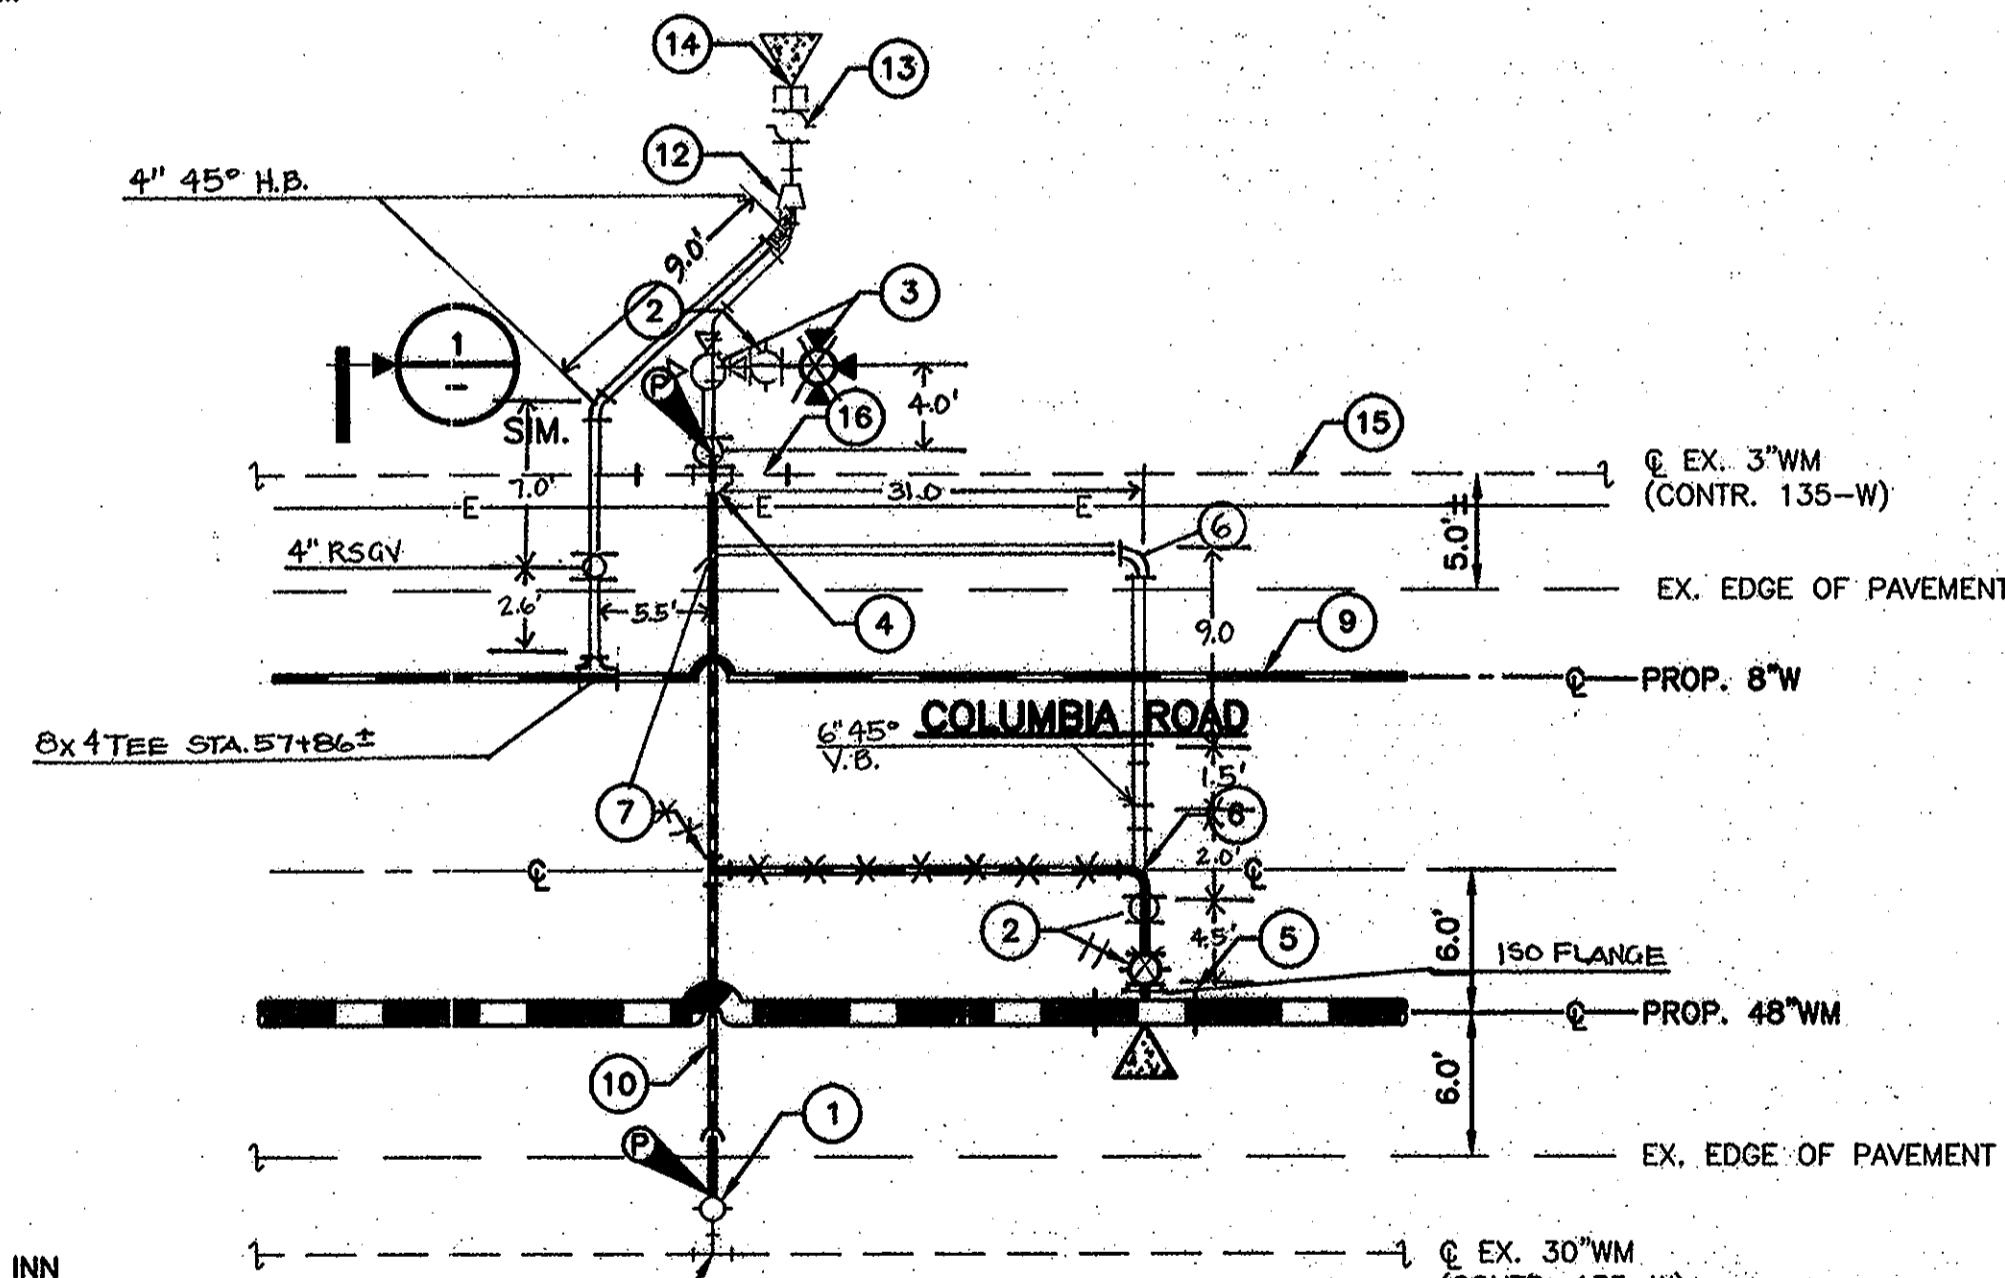 14
13
12
4" 45° H.B.
9.0'
2
3
1
–
P
4.0'
SIM.
16
15
℄ EX. 3"WM
(CONTR. 135-W)
7.0'
31.0
E E E
6
5.0'±
4" RSGV
EX. EDGE OF PAVEMENT
2.6'
5.5'
4
9.0
9
℄ PROP. 8"W
COLUMBIA ROAD
6" 45°
V.B.
8x4 TEE STA. 57+86±
1.5'
7
2.0'
℄ ℄
2
4.5'
5
6.0'
ISO FLANGE
℄ PROP. 48"WM
10
6.0'
1
P
EX. EDGE OF PAVEMENT
INN
℄ EX. 30"WM